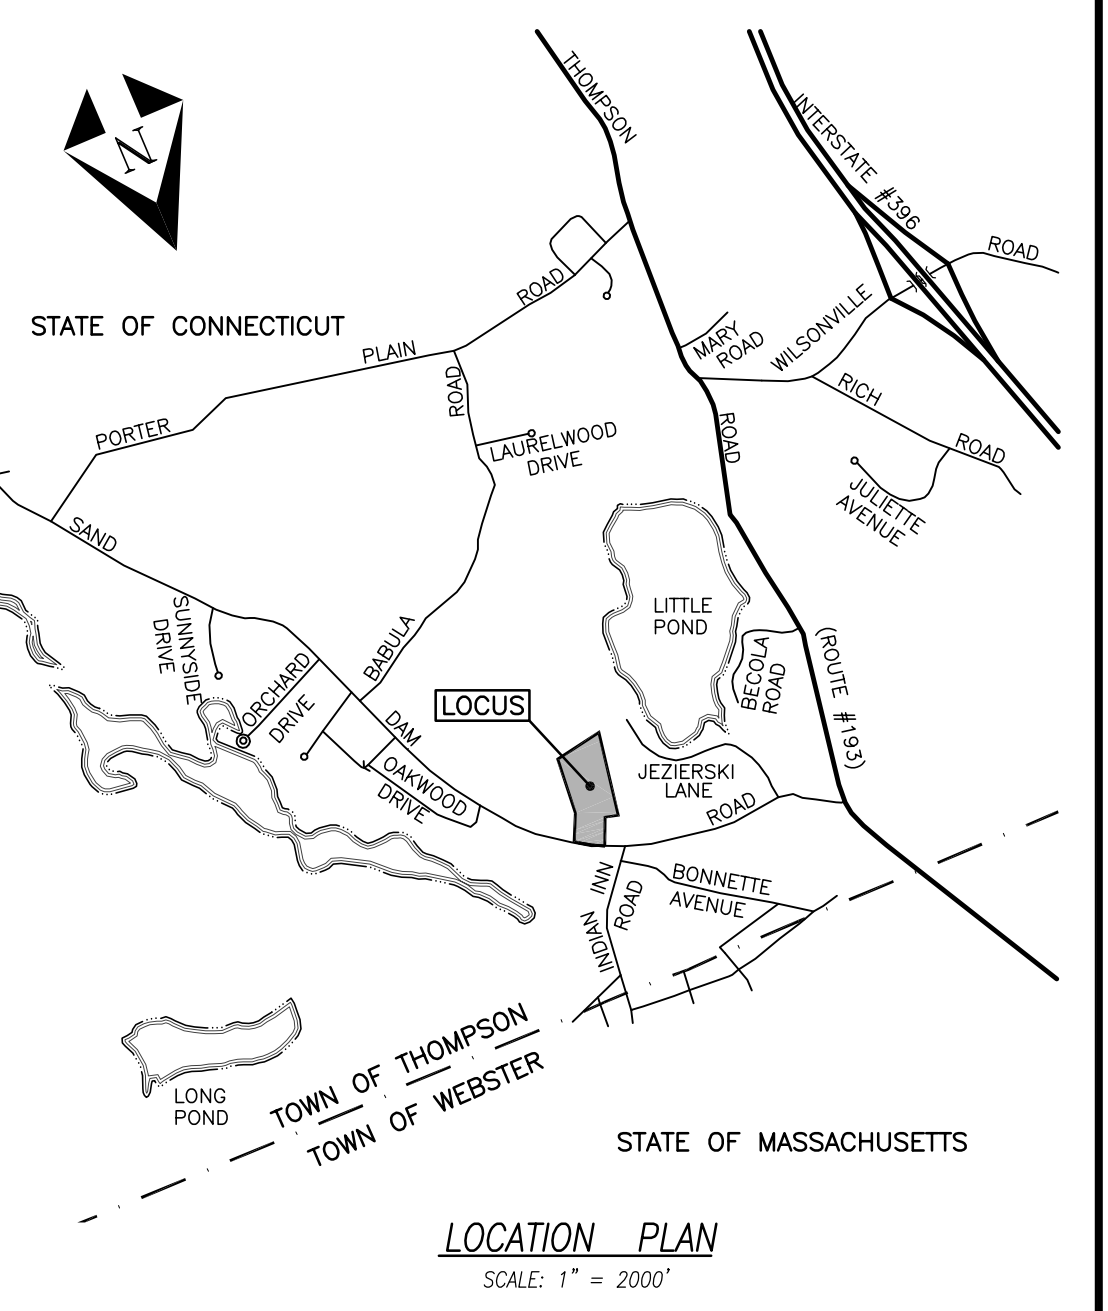 THOMPSON
INTERSTATE #396
N
ROAD
ROAD
STATE OF CONNECTICUT
MARY
ROAD
WILSONVILLE
PLAIN
ROAD
RICH
PORTER
LAURELWOOD
DRIVE
ROAD
ROAD
JULIETTE
AVENUE
SAND
SUNNYSIDE
DRIVE
LITTLE
POND
BABULA
BECOLA
ROAD
(ROUTE #193)
ORCHARD
DRIVE
LOCUS
DAM
OAKWOOD
DRIVE
JEZIERSKI
LANE
ROAD
INDIAN INN
ROAD
BONNETTE
AVENUE
LONG
POND
TOWN OF THOMPSON
TOWN OF WEBSTER
STATE OF MASSACHUSETTS
LOCATION PLAN
SCALE: 1" = 2000'